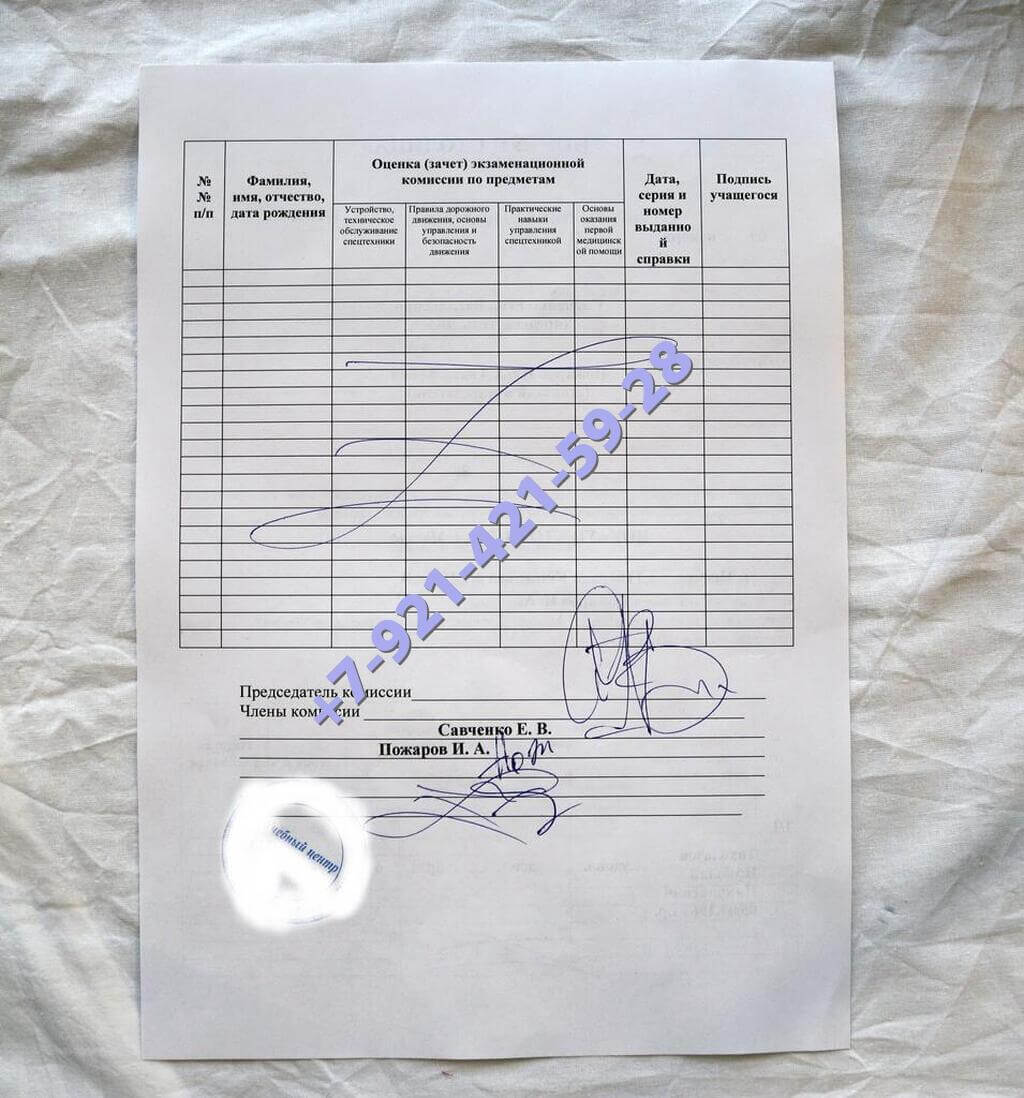 №
№
п/п
Фамилия,
имя, отчество,
дата рождения
Оценка (зачет) экзаменационной
комиссии по предметам
Устройство,
техническое
обслуживание
спецтехники
Правила дорожного
движения, основы
управления и
безопасность
движения
Практические
навыки
управления
спецтехникой
Основы
оказания
первой
медицинск
ой помощи
Дата,
серия и
номер
выданно
й
справки
Подпись
учащегося
+7-921-421-59-28
Председатель комиссии
Члены комиссии
Савченко Е. В.
Пожаров И. А.
чебный центр